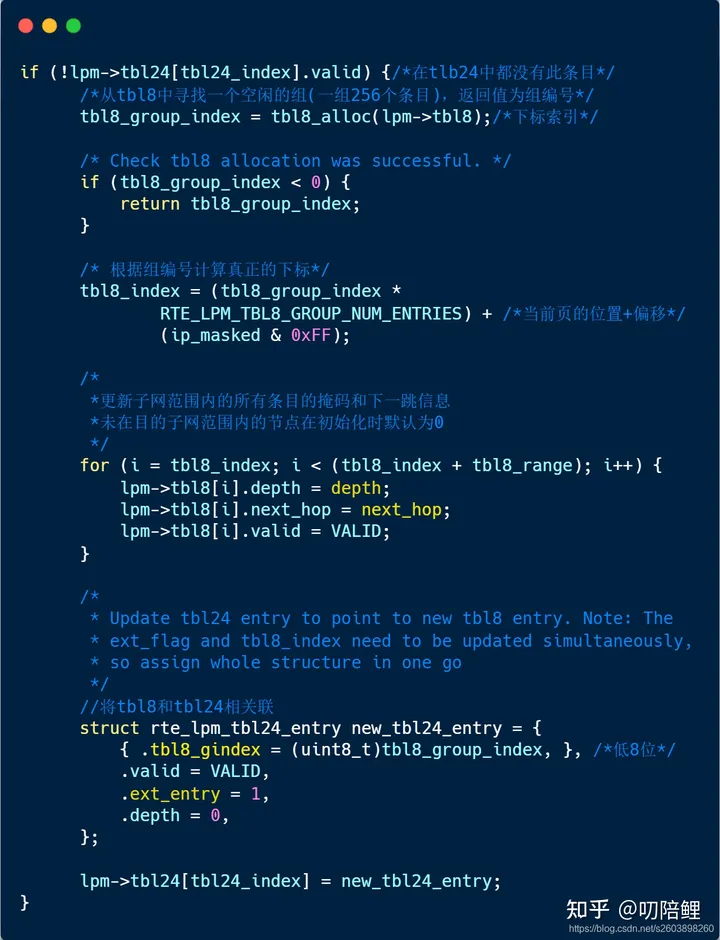 if (!lpm->tbl24[tbl24_index].valid) {/*在tlb24中都没有此条目*/
/*从tbl8中寻找一个空闲的组(一组256个条目)，返回值为组编号*/
tbl8_group_index = tbl8_alloc(lpm->tbl8);/*下标索引*/
/* Check tbl8 allocation was successful. */
if (tbl8_group_index < 0) {
return tbl8_group_index;
}
/* 根据组编号计算真正的下标*/
tbl8_index = (tbl8_group_index *
RTE_LPM_TBL8_GROUP_NUM_ENTRIES) + /*当前页的位置+偏移*/
(ip_masked & 0xFF);
/*
*更新子网范围内的所有条目的掩码和下一跳信息
*未在目的子网范围内的节点在初始化时默认为0
*/
for (i = tbl8_index; i < (tbl8_index + tbl8_range); i++) {
lpm->tbl8[i].depth = depth;
lpm->tbl8[i].next_hop = next_hop;
lpm->tbl8[i].valid = VALID;
}
/*
* Update tbl24 entry to point to new tbl8 entry. Note: The
* ext_flag and tbl8_index need to be updated simultaneously,
* so assign whole structure in one go
*/
//将tbl8和tbl24相关联
struct rte_lpm_tbl24_entry new_tbl24_entry = {
{ .tbl8_gindex = (uint8_t)tbl8_group_index, }, /*低8位*/
.valid = VALID,
.ext_entry = 1,
.depth = 0,
};
lpm->tbl24[tbl24_index] = new_tbl24_entry;
}
知乎 @叨陪鲤
https://blog.csdn.net/s2603898260